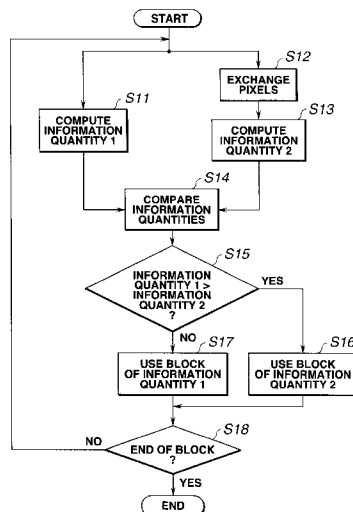 START
S12
EXCHANGE
PIXELS
S11
COMPUTE
INFORMATION
QUANTITY 1
S13
COMPUTE
INFORMATION
QUANTITY 2
S14
COMPARE
INFORMATION
QUANTITIES
S15
INFORMATION
QUANTITY 1 >
INFORMATION
QUANTITY 2
?
YES
NO
S17
USE BLOCK
OF INFORMATION
QUANTITY 1
S16
USE BLOCK
OF INFORMATION
QUANTITY 2
S18
NO
END OF BLOCK
?
YES
END